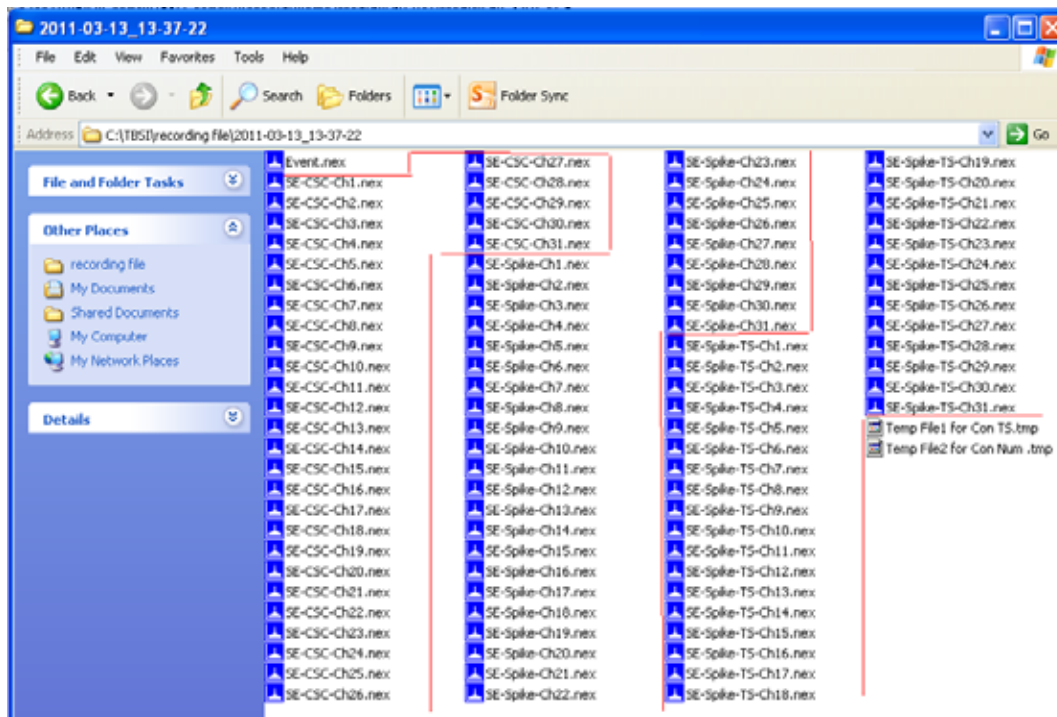 2011-03-13_13-37-22
File Edit View Favorites Tools Help
Back Search Folders Folder Sync
Address C:\TBSI\recording file\2011-03-13_13-37-22 Go
File and Folder Tasks
Other Places
recording file
My Documents
Shared Documents
My Computer
My Network Places
Details
Event.nex
SE-CSC-Ch1.nex
SE-CSC-Ch2.nex
SE-CSC-Ch3.nex
SE-CSC-Ch4.nex
SE-CSC-Ch5.nex
SE-CSC-Ch6.nex
SE-CSC-Ch7.nex
SE-CSC-Ch8.nex
SE-CSC-Ch9.nex
SE-CSC-Ch10.nex
SE-CSC-Ch11.nex
SE-CSC-Ch12.nex
SE-CSC-Ch13.nex
SE-CSC-Ch14.nex
SE-CSC-Ch15.nex
SE-CSC-Ch16.nex
SE-CSC-Ch17.nex
SE-CSC-Ch18.nex
SE-CSC-Ch19.nex
SE-CSC-Ch20.nex
SE-CSC-Ch21.nex
SE-CSC-Ch22.nex
SE-CSC-Ch23.nex
SE-CSC-Ch24.nex
SE-CSC-Ch25.nex
SE-CSC-Ch26.nex
SE-CSC-Ch27.nex
SE-CSC-Ch28.nex
SE-CSC-Ch29.nex
SE-CSC-Ch30.nex
SE-CSC-Ch31.nex
SE-Spike-Ch1.nex
SE-Spike-Ch2.nex
SE-Spike-Ch3.nex
SE-Spike-Ch4.nex
SE-Spike-Ch5.nex
SE-Spike-Ch6.nex
SE-Spike-Ch7.nex
SE-Spike-Ch8.nex
SE-Spike-Ch9.nex
SE-Spike-Ch10.nex
SE-Spike-Ch11.nex
SE-Spike-Ch12.nex
SE-Spike-Ch13.nex
SE-Spike-Ch14.nex
SE-Spike-Ch15.nex
SE-Spike-Ch16.nex
SE-Spike-Ch17.nex
SE-Spike-Ch18.nex
SE-Spike-Ch19.nex
SE-Spike-Ch20.nex
SE-Spike-Ch21.nex
SE-Spike-Ch22.nex
SE-Spike-Ch23.nex
SE-Spike-Ch24.nex
SE-Spike-Ch25.nex
SE-Spike-Ch26.nex
SE-Spike-Ch27.nex
SE-Spike-Ch28.nex
SE-Spike-Ch29.nex
SE-Spike-Ch30.nex
SE-Spike-Ch31.nex
SE-Spike-TS-Ch1.nex
SE-Spike-TS-Ch2.nex
SE-Spike-TS-Ch3.nex
SE-Spike-TS-Ch4.nex
SE-Spike-TS-Ch5.nex
SE-Spike-TS-Ch6.nex
SE-Spike-TS-Ch7.nex
SE-Spike-TS-Ch8.nex
SE-Spike-TS-Ch9.nex
SE-Spike-TS-Ch10.nex
SE-Spike-TS-Ch11.nex
SE-Spike-TS-Ch12.nex
SE-Spike-TS-Ch13.nex
SE-Spike-TS-Ch14.nex
SE-Spike-TS-Ch15.nex
SE-Spike-TS-Ch16.nex
SE-Spike-TS-Ch17.nex
SE-Spike-TS-Ch18.nex
SE-Spike-TS-Ch19.nex
SE-Spike-TS-Ch20.nex
SE-Spike-TS-Ch21.nex
SE-Spike-TS-Ch22.nex
SE-Spike-TS-Ch23.nex
SE-Spike-TS-Ch24.nex
SE-Spike-TS-Ch25.nex
SE-Spike-TS-Ch26.nex
SE-Spike-TS-Ch27.nex
SE-Spike-TS-Ch28.nex
SE-Spike-TS-Ch29.nex
SE-Spike-TS-Ch30.nex
SE-Spike-TS-Ch31.nex
Temp File1 for Con TS.tmp
Temp File2 for Con Num .tmp